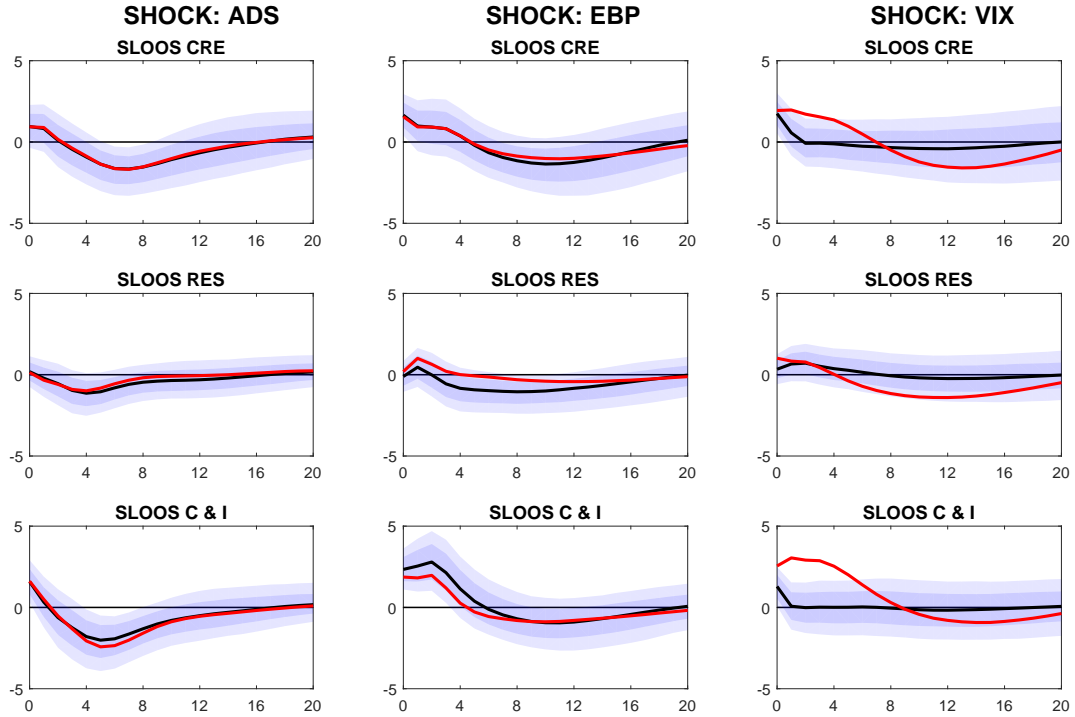 SHOCK: ADS SHOCK: EBP SHOCK: VIX
SLOOS CRE SLOOS CRE SLOOS CRE
5 5 5
0 0 0
-5 -5 -5
0 4 8 12 16 20 0 4 8 12 16 20 0 4 8 12 16 20
SLOOS RES SLOOS RES SLOOS RES
5 5 5
0 0 0
-5 -5 -5
0 4 8 12 16 20 0 4 8 12 16 20 0 4 8 12 16 20
SLOOS C & I SLOOS C & I SLOOS C & I
5 5 5
0 0 0
-5 -5 -5
0 4 8 12 16 20 0 4 8 12 16 20 0 4 8 12 16 20